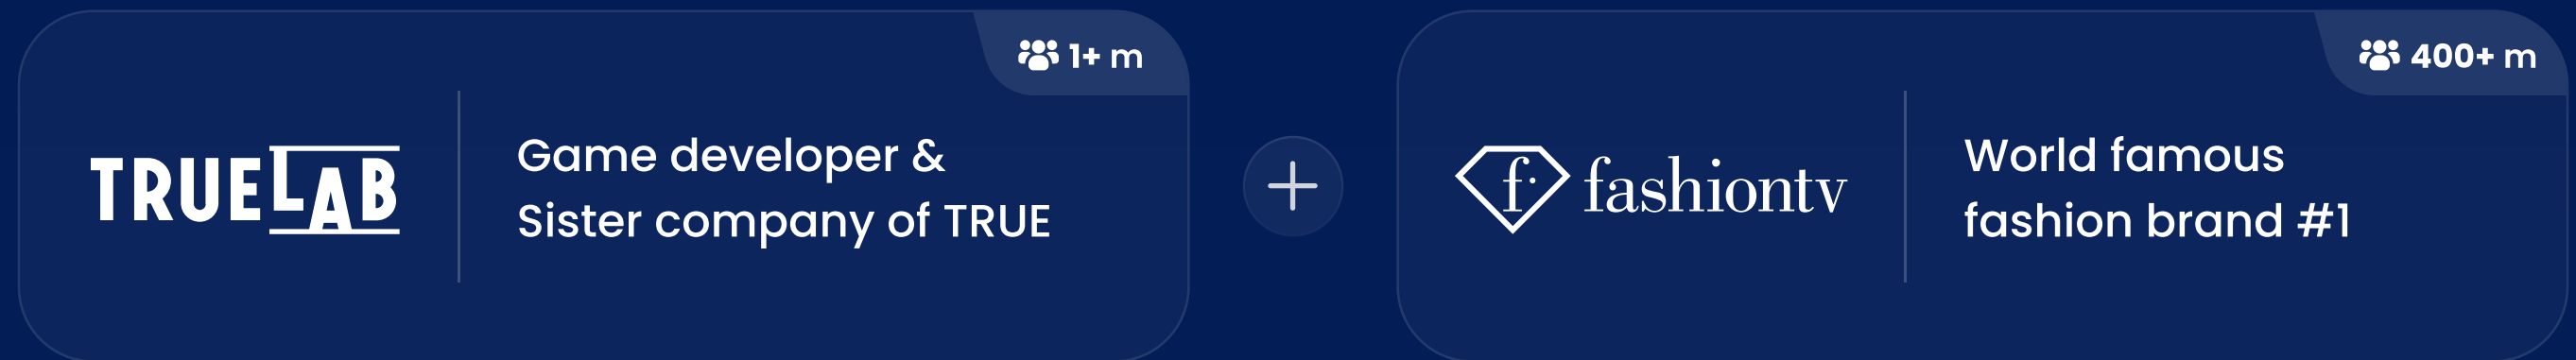 1+ m
TRUELAB
Game developer &
Sister company of TRUE
400+ m
f. fashiontv
World famous
fashion brand #1